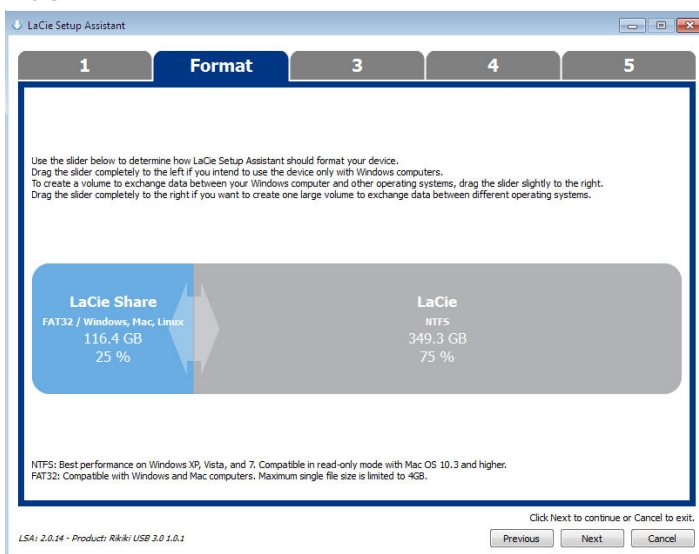 LaCie Setup Assistant
1
Format
3
4
5
Use the slider below to determine how LaCie Setup Assistant should format your device.
Drag the slider completely to the left if you intend to use the device only with Windows computers.
To create a volume to exchange data between your Windows computer and other operating systems, drag the slider slightly to the right.
Drag the slider completely to the right if you want to create one large volume to exchange data between different operating systems.
LaCie Share
FAT32 / Windows, Mac, Linux
116.4 GB
25 %
LaCie
NTFS
349.3 GB
75 %
NTFS: Best performance on Windows XP, Vista, and 7. Compatible in read-only mode with Mac OS 10.3 and higher.
FAT32: Compatible with Windows and Mac computers. Maximum single file size is limited to 4GB.
Click Next to continue or Cancel to exit.
LSA: 2.0.14 - Product: Rikiki USB 3.0 1.0.1
Previous
Next
Cancel